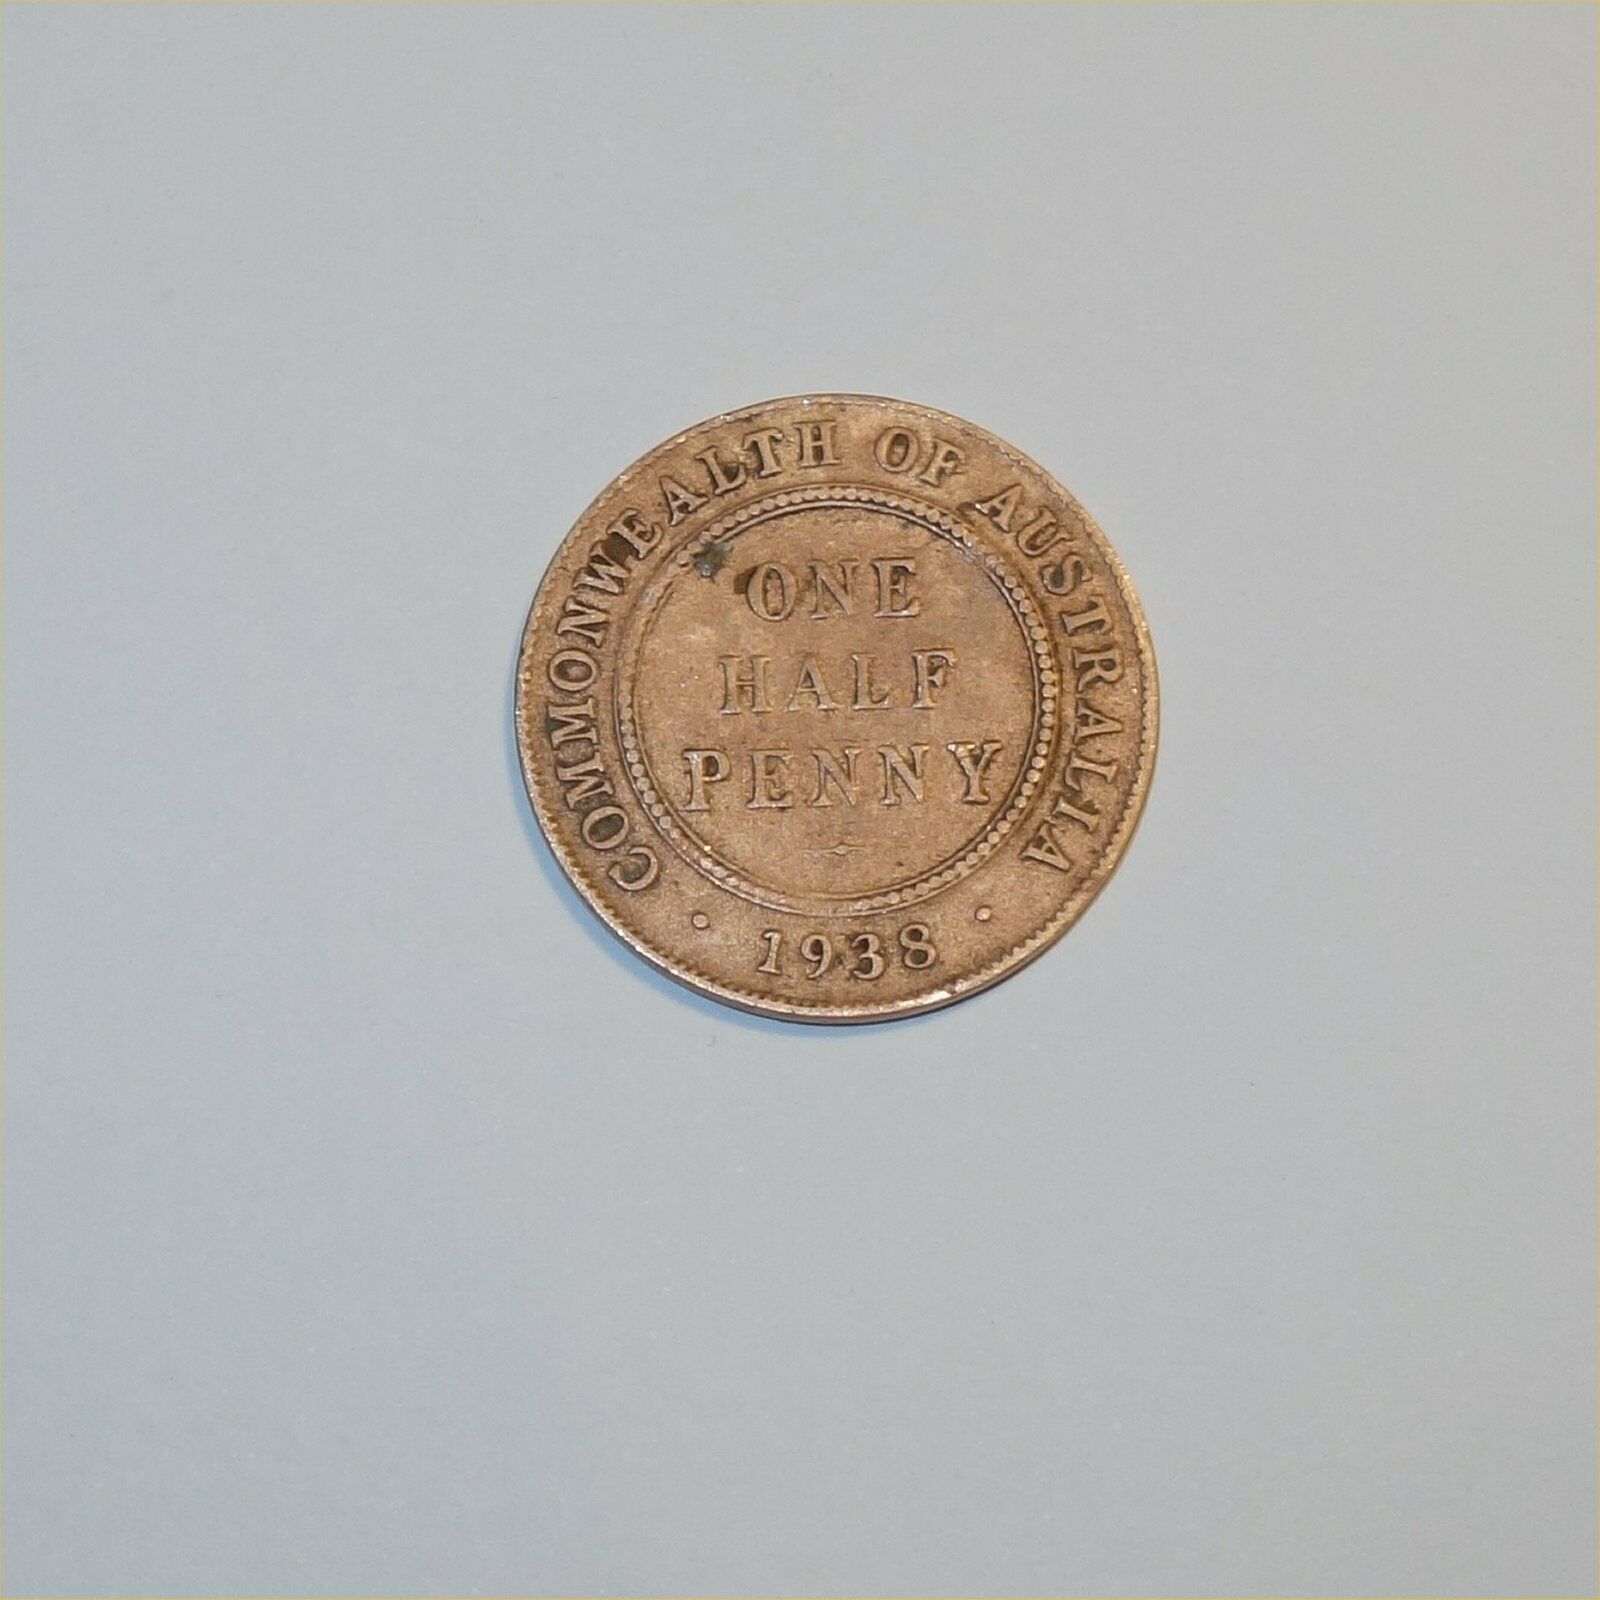 COMMONWEALTH OF AUSTRALIA
ONE
HALF
PENNY
· 1938 ·